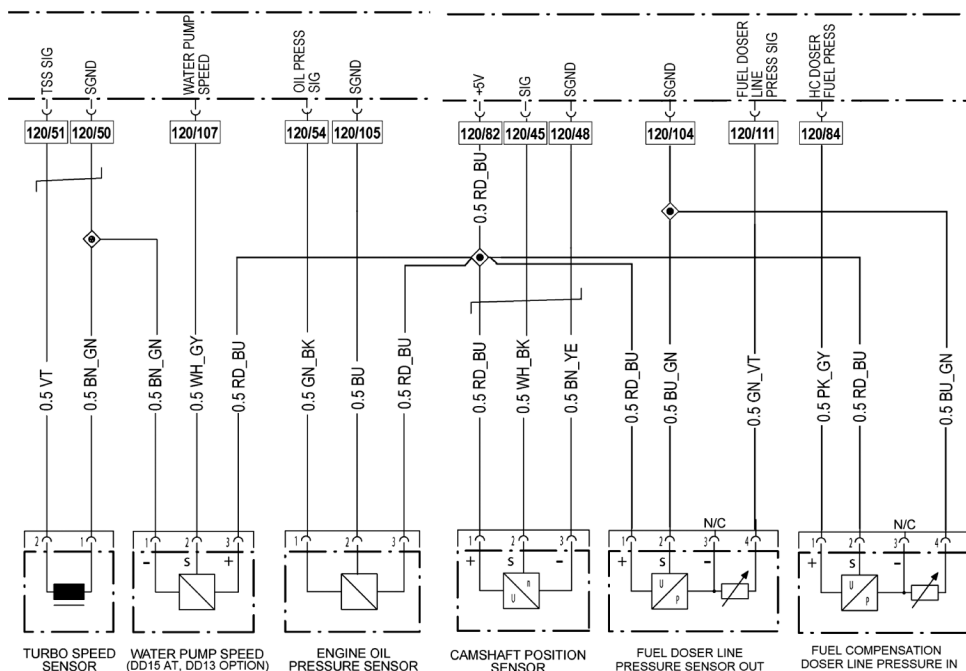 TSS SIG
SGND
WATER PUMP
SPEED
OIL PRESS
SIG
SGND
+5V
SIG
SGND
SGND
FUEL DOSER
LINE
PRESS SIG
HC DOSER
FUEL PRESS
120/51
120/50
120/107
120/54
120/105
120/82
120/45
120/48
120/104
120/111
120/84
0.5 RD_BU
0.5 VT
0.5 BN_GN
0.5 BN_GN
0.5 WH_GY
0.5 RD_BU
0.5 GN_BK
0.5 BU
0.5 RD_BU
0.5 RD_BU
0.5 WH_BK
0.5 BN_YE
0.5 RD_BU
0.5 BU_GN
0.5 GN_VT
0.5 PK_GY
0.5 RD_BU
0.5 BU_GN
N/C
N/C
2 1
1 2 3
1 2 3
1 2 3
1 2 3 4
1 2 3 4
- S +
+ S -
+ S -
+ S -
n
U
U
P
U
P
TURBO SPEED
SENSOR
WATER PUMP SPEED
(DD15 AT, DD13 OPTION)
ENGINE OIL
PRESSURE SENSOR
CAMSHAFT POSITION
SENSOR
FUEL DOSER LINE
PRESSURE SENSOR OUT
FUEL COMPENSATION
DOSER LINE PRESSURE IN